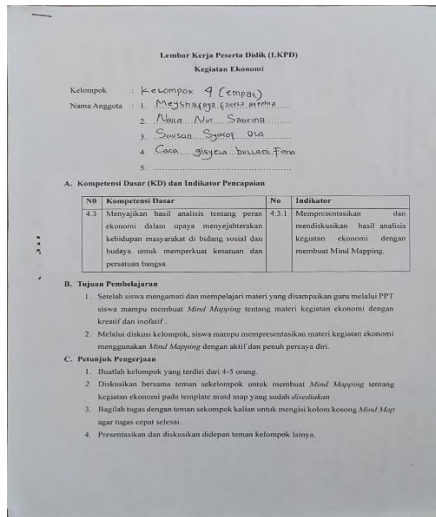 Lembar Kerja Peserta Didik (LKPD)
Kegiatan Ekonomi
Kelompok : Kelompok 4 (empat)
Nama Anggota : 1.
2. Naila Nur
3.
4. Caca
5.
A. Kompetensi Dasar (KD) dan Indikator Pencapaian
N0 Kompetensi Dasar No Indikator
4.3 Menyajikan hasil analisis tentang peran 4.3.1 Mempresentasikan dan
ekonomi dalam upaya menyejahterakan mendiskusikan hasil analisis
kehidupan masyarakat di bidang sosial dan kegiatan ekonomi dengan
budaya untuk memperkuat kesatuan dan membuat Mind Mapping.
persatuan bangsa.
B. Tujuan Pembelajaran
1. Setelah siswa mengamati dan mempelajari materi yang disampaikan guru melalui PPT
siswa mampu membuat Mind Mapping tentang materi kegiatan ekonomi dengan
kreatif dan inofatif .
2. Melalui diskusi kelompok, siswa mampu mempresentasikan materi kegiatan ekonomi
menggunakan Mind Mapping dengan aktif dan penuh percaya diri.
C. Petunjuk Pengerjaan
1. Buatlah kelompok yang terdiri dari 4-5 orang.
2. Diskusikan bersama teman sekelompok untuk membuat Mind Mapping tentang
kegiatan ekonomi pada template mind map yang sudah disediakan
3. Bagilah tugas dengan teman sekompok kalian untuk mengisi kolom kosong Mind Map
agar tugas cepat selesai.
4. Presentasikan dan diskusikan didepan teman kelompok lainya.